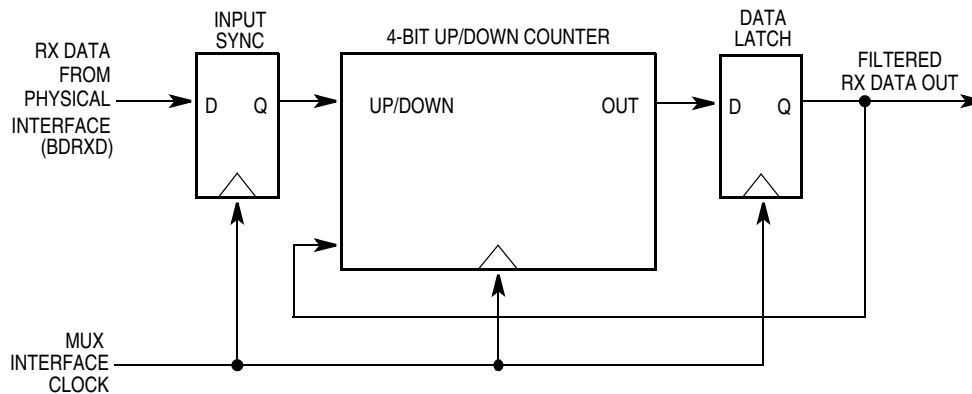 INPUT
SYNC
4-BIT UP/DOWN COUNTER
DATA
LATCH
RX DATA
FROM
PHYSICAL
INTERFACE
(BDRXD)
D Q
UP/DOWN OUT
D Q
FILTERED
RX DATA OUT
MUX
INTERFACE
CLOCK